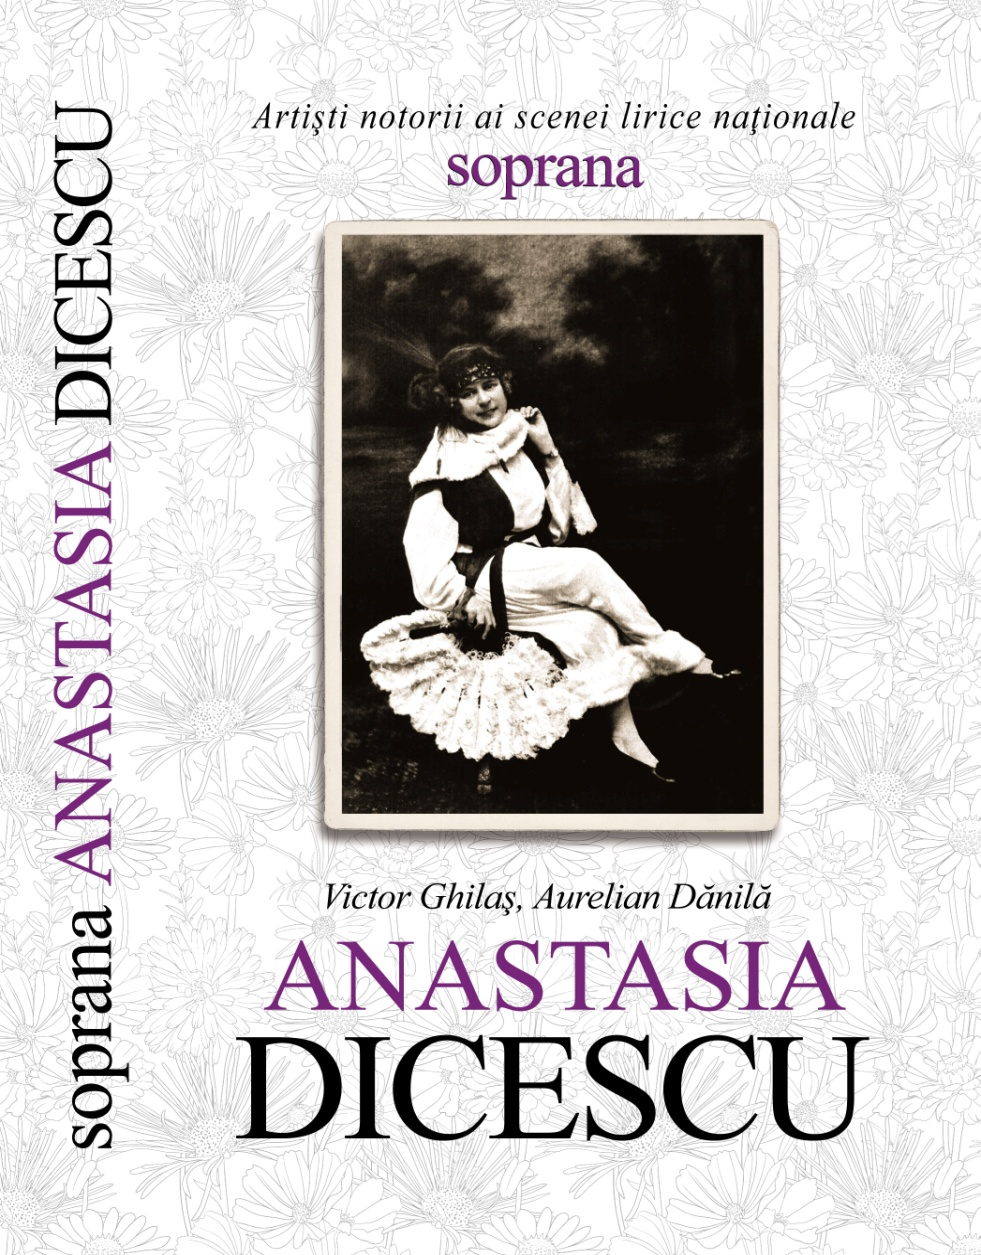 soprana ANASTASIA DICESCU
Artişti notorii ai scenei lirice naţionale
soprana
Victor Ghilaş, Aurelian Dănilă
ANASTASIA
DICESCU